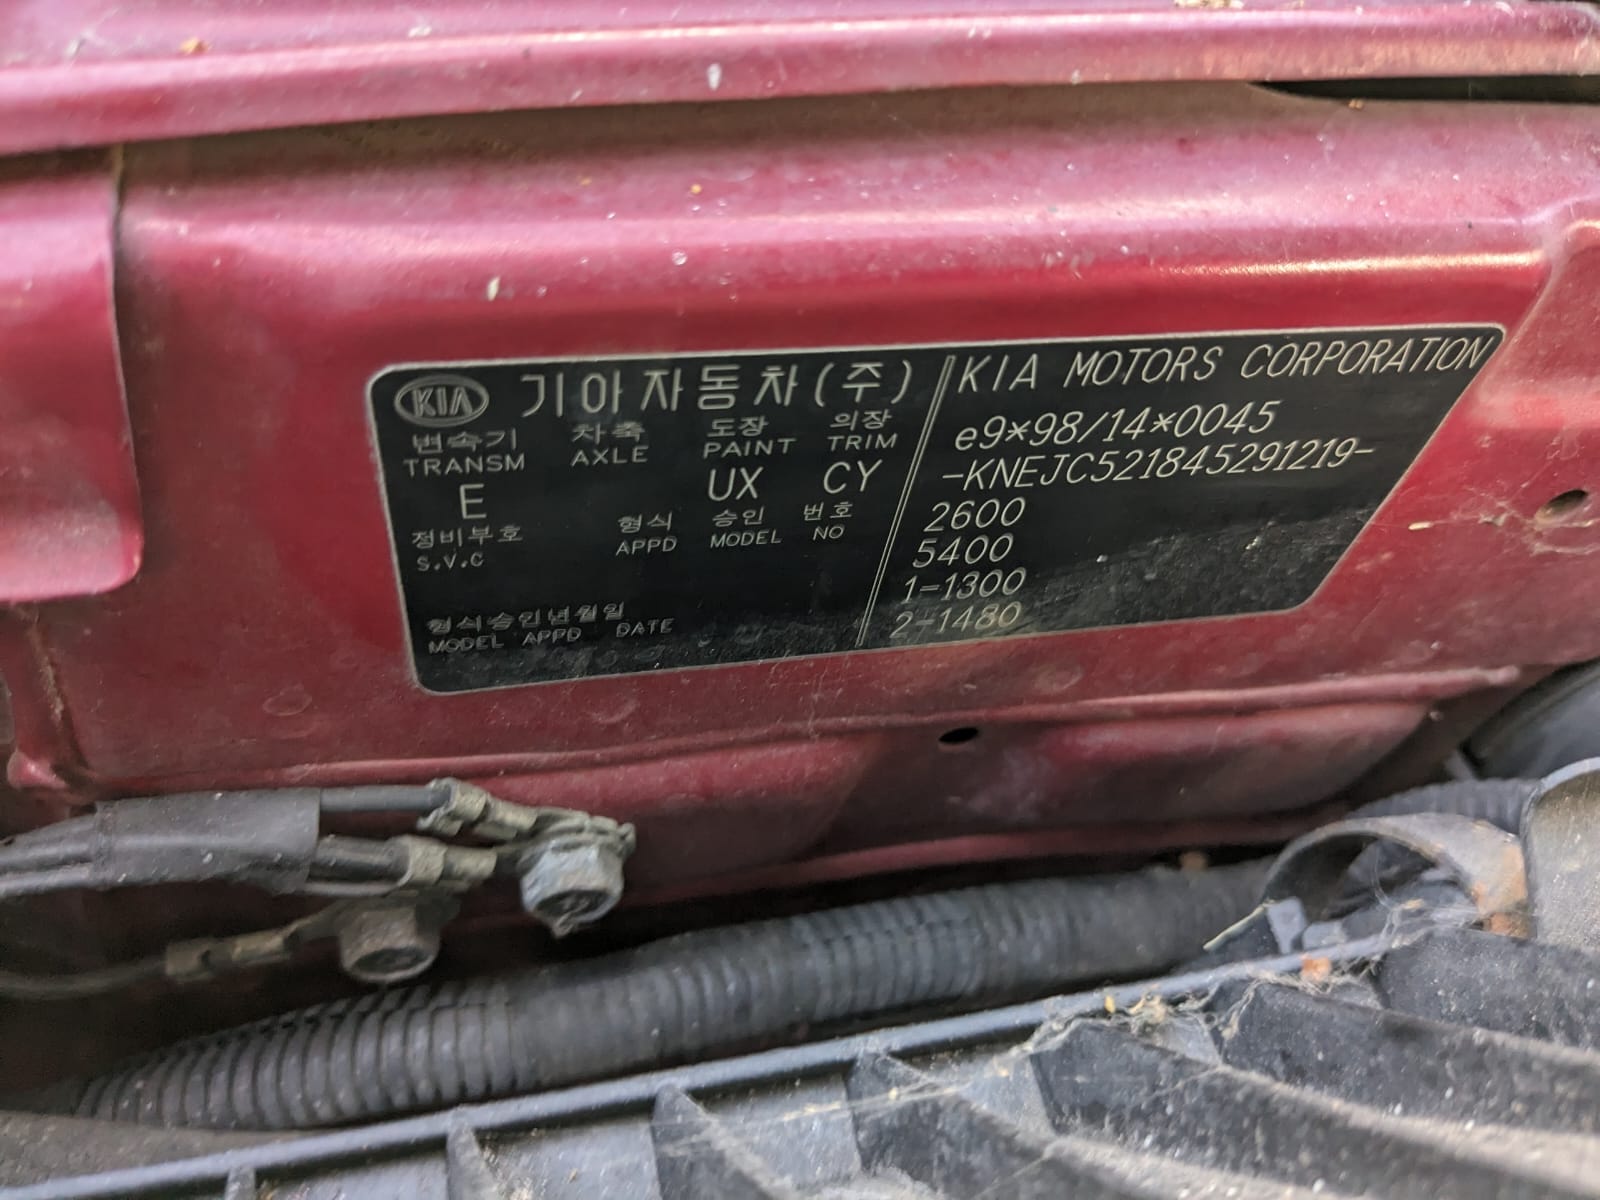 KIA 기아자동차(주)
변속기 차축 도장 의장
TRANSM AXLE PAINT TRIM
E UX CY
정비부호 형식 승인 번호
S.V.C APPD MODEL NO
형식승인년월일
MODEL APPD DATE
KIA MOTORS CORPORATION
e9*98/14*0045
-KNEJC521845291219-
2600
5400
1-1300
2-1480